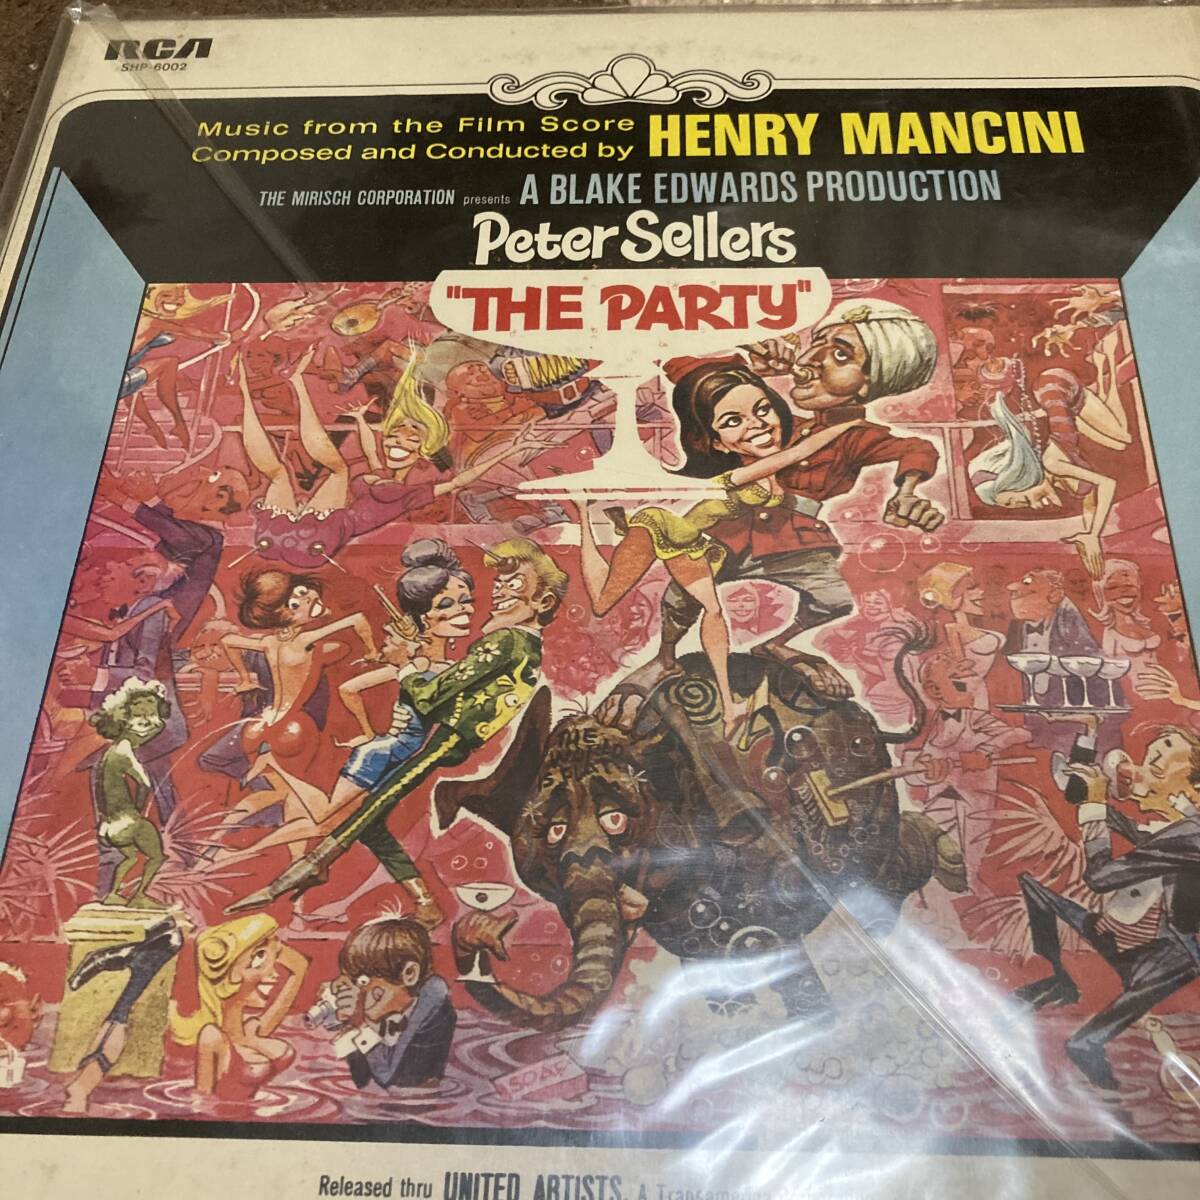 RCA
SHP-6002
Music from the Film Score
Composed and Conducted by HENRY MANCINI
THE MIRISCH CORPORATION presents A BLAKE EDWARDS PRODUCTION
Peter Sellers
"THE PARTY"
THE
SOAP
Released thru UNITED ARTISTS. A